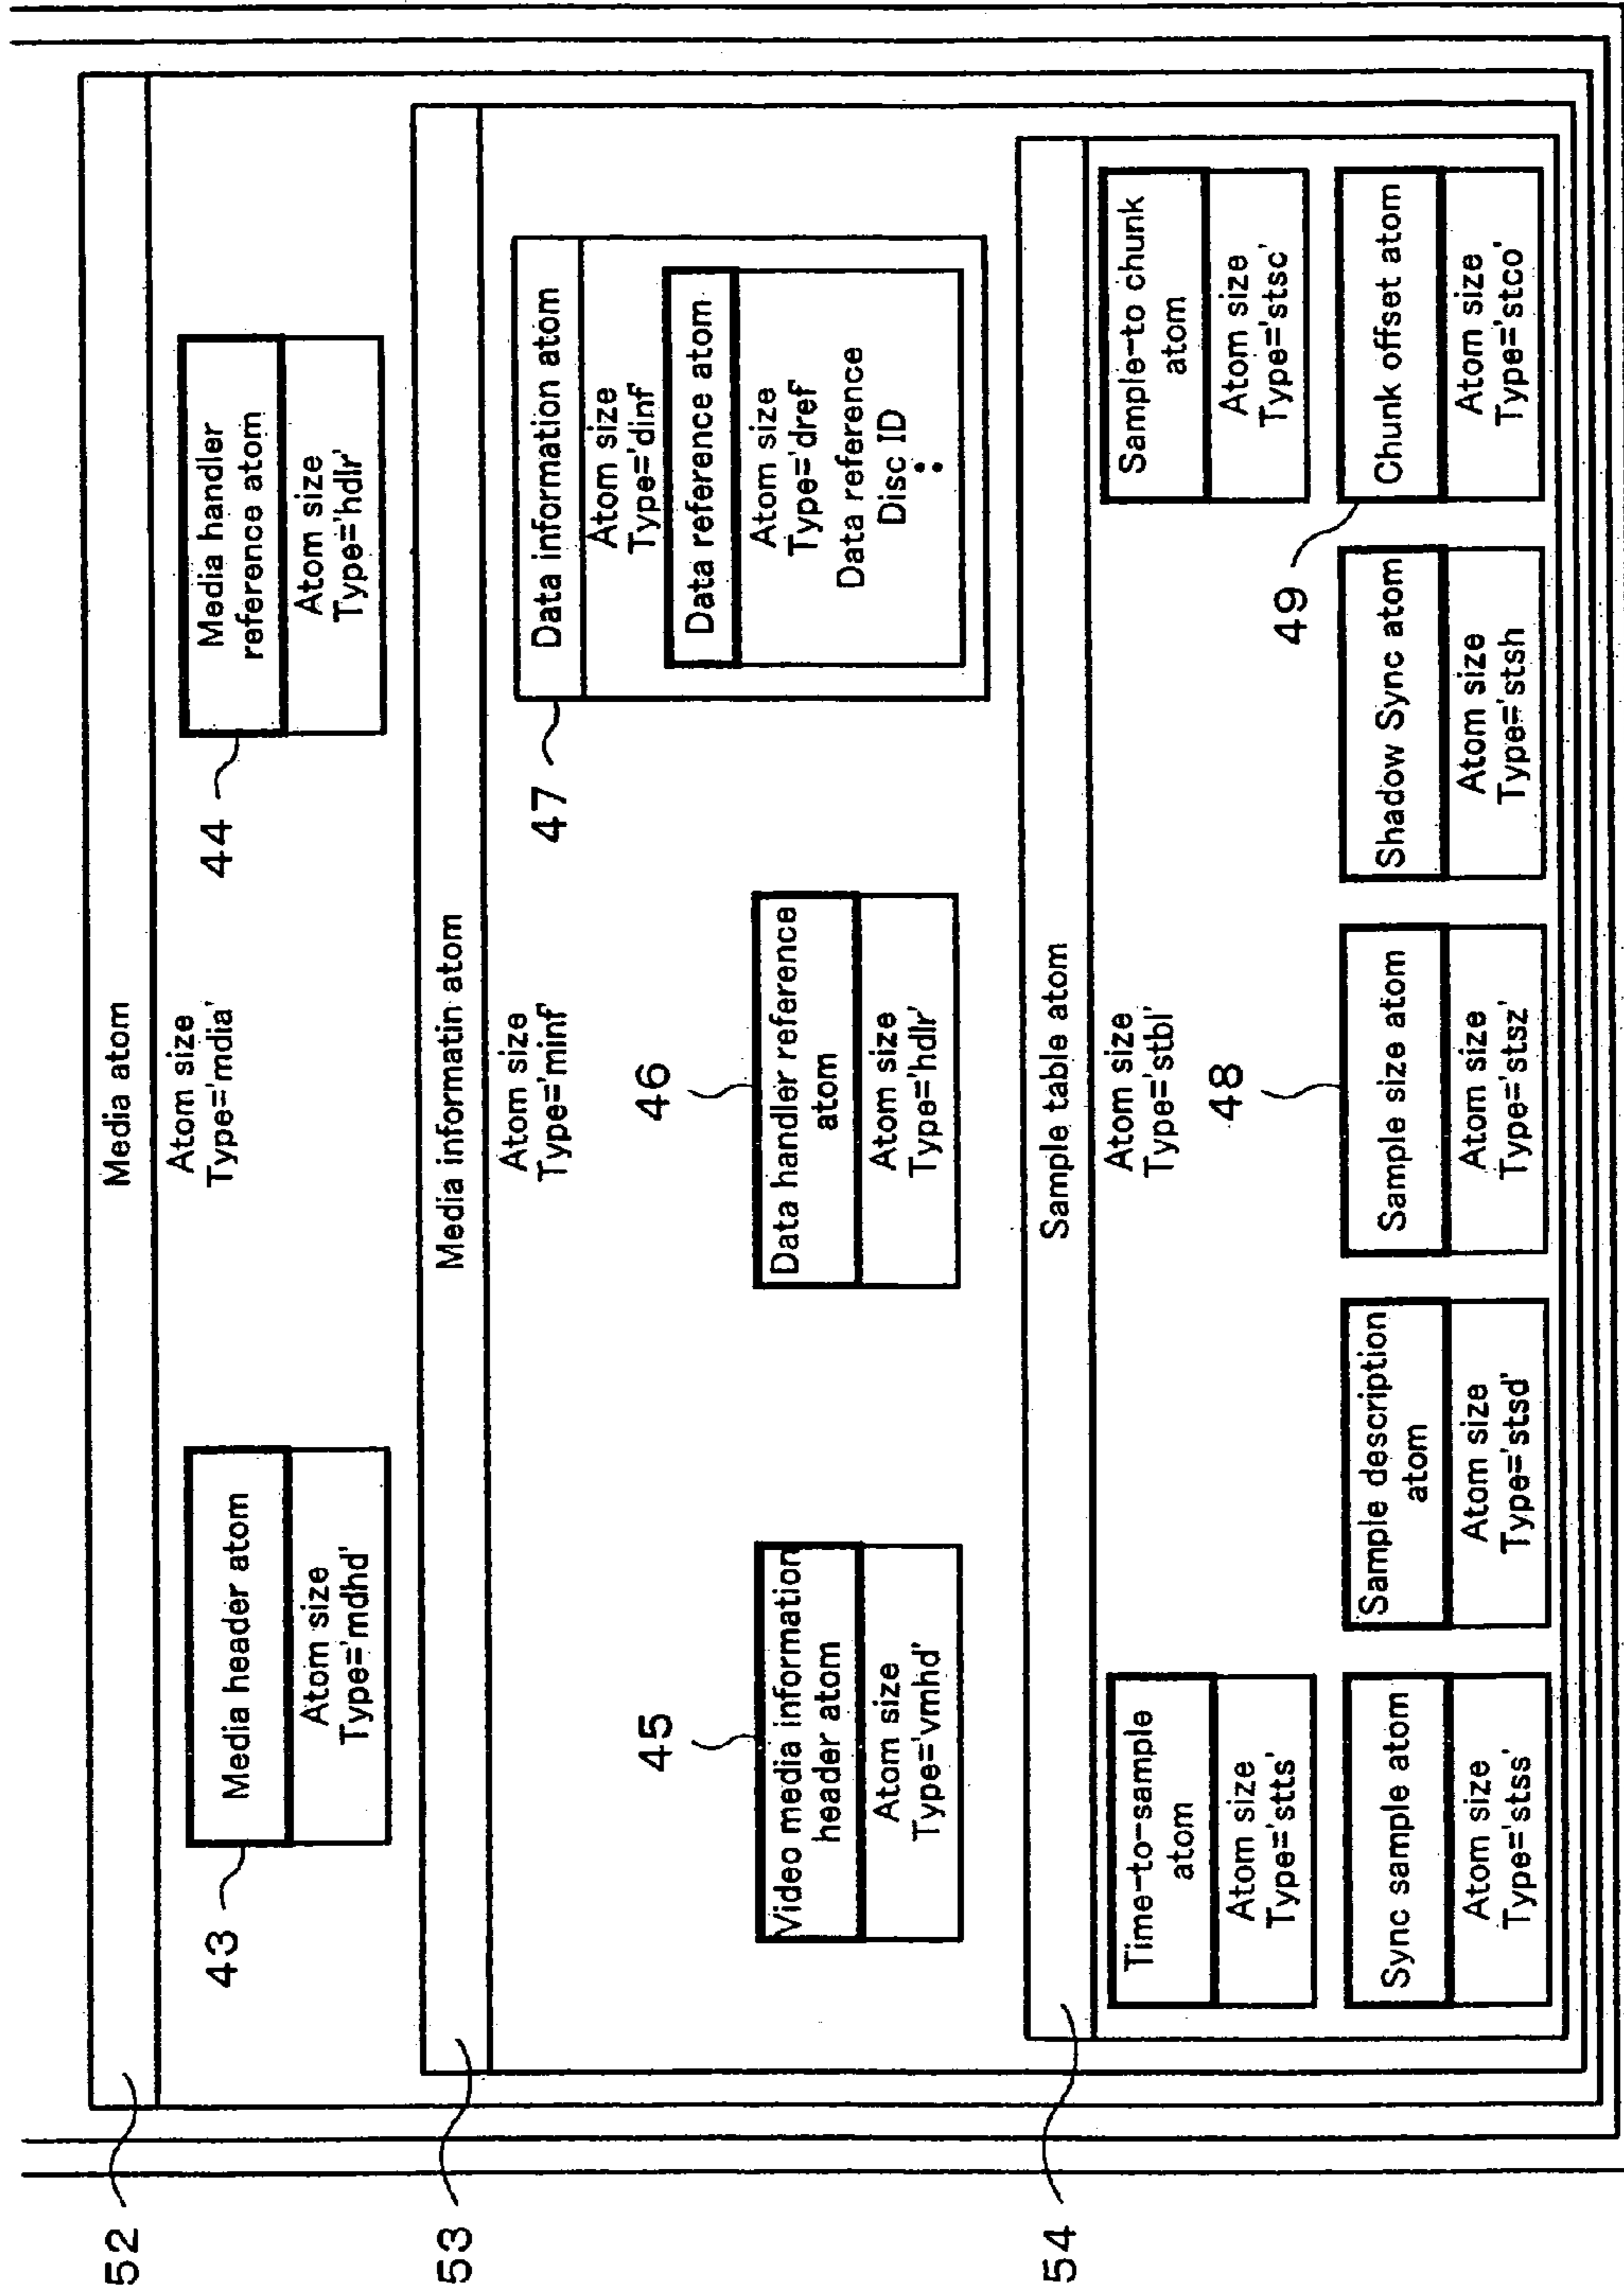 52
Media atom
Atom size
Type='mdia'
43
Media header atom
Atom size
Type='mdhd'
44
Media handler
reference atom
Atom size
Type='hdlr'
53
Media informatin atom
Atom size
Type='minf'
45
Video media information
header atom
Atom size
Type='vmhd'
46
Data handler reference
atom
Atom size
Type='hdlr'
47
Data information atom
Atom size
Type='dinf'
Data reference atom
Atom size
Type='dref'
Data reference
Disc ID
54
Sample table atom
Atom size
Type='stbl'
Time-to-sample
atom
Atom size
Type='stts'
Sample-to chunk
atom
Atom size
Type='stsc'
Sync sample atom
Atom size
Type='stss'
Sample description
atom
Atom size
Type='stsd'
48
Sample size atom
Atom size
Type='stsz'
Shadow Sync atom
Atom size
Type='stsh'
49
Chunk offset atom
Atom size
Type='stco'